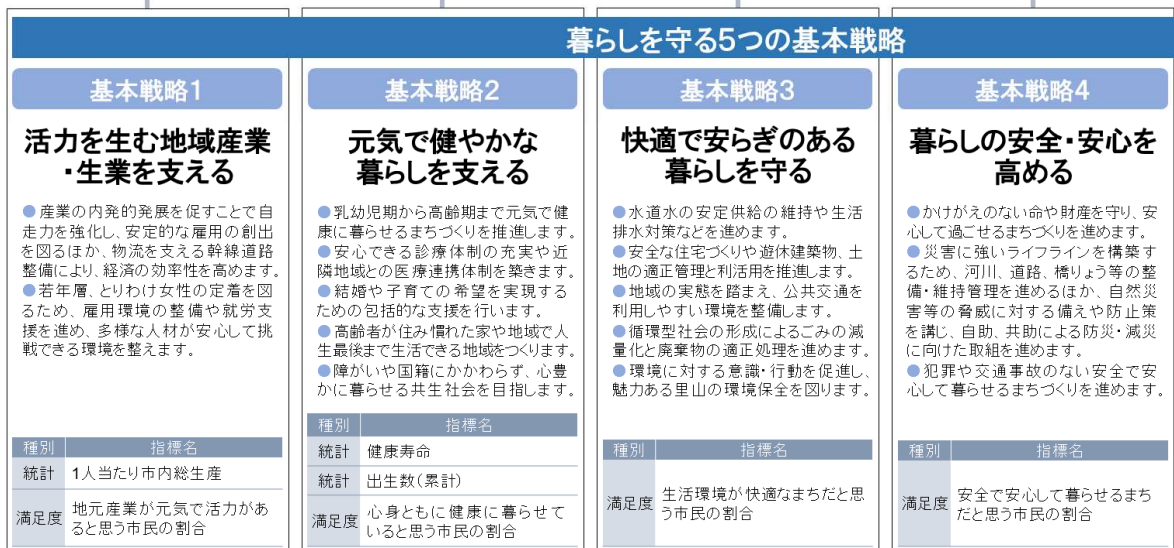 暮らしを守る5つの基本戦略
基本戦略1
活力を生む地域産業
・生業を支える
●産業の内発的発展を促すことで自
走力を強化し、安定的な雇用の創出
を図るほか、物流を支える幹線道路
整備により、経済の効率性を高めます。
●若年層、とりわけ女性の定着を図
るため、雇用環境の整備や就労支
援を進め、多様な人材が安心して挑
戦できる環境を整えます。
種別 指標名
統計 1人当たり市内総生産
満足度 地元産業が元気で活力があ
ると思う市民の割合
基本戦略2
元気で健やかな
暮らしを支える
●乳幼児期から高齢期まで元気で健
康に暮らせるまちづくりを推進します。
●安心できる診療体制の充実や近
隣地域との医療連携体制を築きます。
●結婚や子育ての希望を実現する
ための包括的な支援を行います。
●高齢者が住み慣れた家や地域で人
生最後まで生活できる地域をつくります。
●障がいや国籍にかかわらず、心豊
かに暮らせる共生社会を目指します。
種別 指標名
統計 健康寿命
統計 出生数(累計)
満足度 心身ともに健康に暮らせて
いると思う市民の割合
基本戦略3
快適で安らぎのある
暮らしを守る
●水道水の安定供給の維持や生活
排水対策などを進めます。
●安全な住宅づくりや遊休建築物、土
地の適正管理と利活用を推進します。
●地域の実態を踏まえ、公共交通を
利用しやすい環境を整備します。
●循環型社会の形成によるごみの減
量化と廃棄物の適正処理を進めます。
●環境に対する意識・行動を促進し、
魅力ある里山の環境保全を図ります。
種別 指標名
満足度 生活環境が快適なまちだと思
う市民の割合
基本戦略4
暮らしの安全・安心を
高める
●かけがえのない命や財産を守り、安
心して過ごせるまちづくりを進めます。
●災害に強いライフラインを構築す
るため、河川、道路、橋りょう等の整
備・維持管理を進めるほか、自然災
害等の脅威に対する備えや防止策
を講じ、自助、共助による防災・減災
に向けた取組を進めます。
●犯罪や交通事故のない安全で安
心して暮らせるまちづくりを進めます。
種別 指標名
満足度 安全で安心して暮らせるまち
だと思う市民の割合